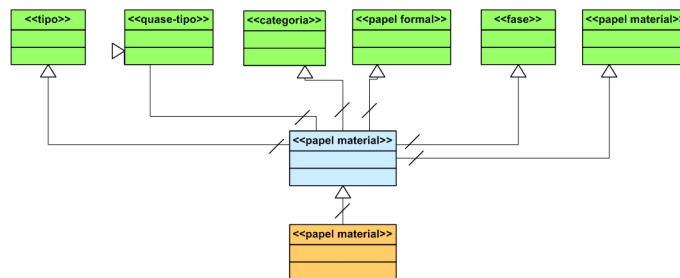 <<tipo>>
<<quase-tipo>>
<<categoria>>
<<papel formal>>
<<fase>>
<<papel material>>
<<papel material>>
<<papel material>>